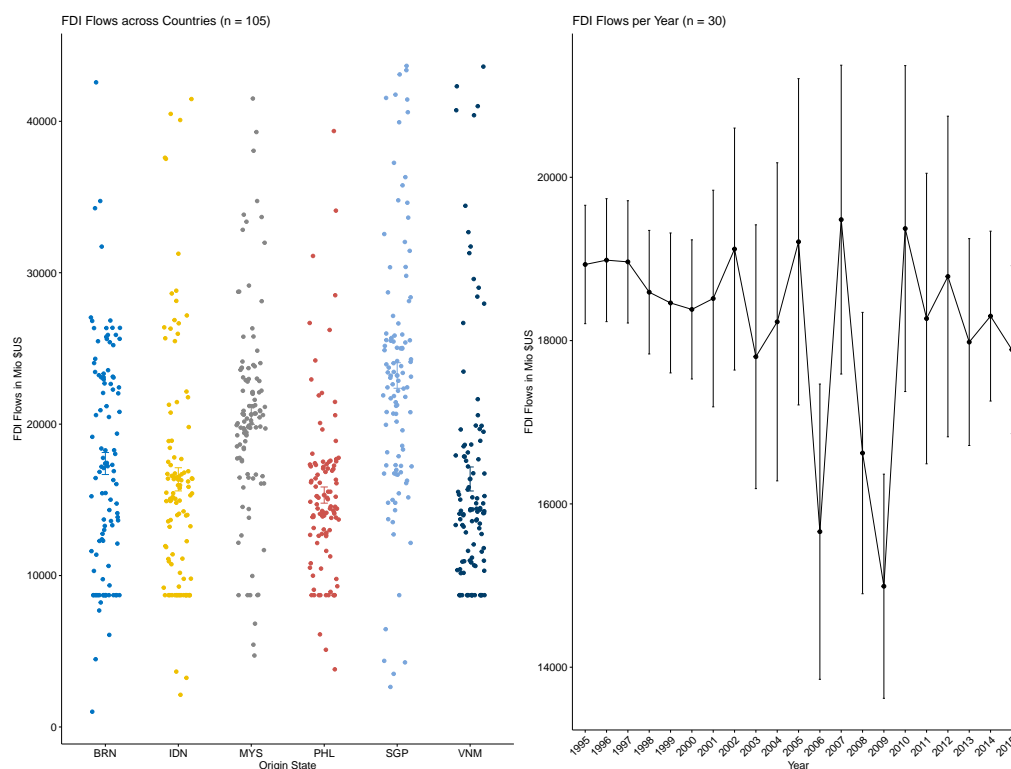 FDI Flows across Countries (n = 105)
FDI Flows in Mio $US
40000
30000
20000
10000
0
BRN IDN MYS PHL SGP VNM
Origin State
FDI Flows per Year (n = 30)
FDI Flows in Mio $US
20000
18000
16000
14000
1995 1996 1997 1998 1999 2000 2001 2002 2003 2004 2005 2006 2007 2008 2009 2010 2011 2012 2013 2014 2015
Year